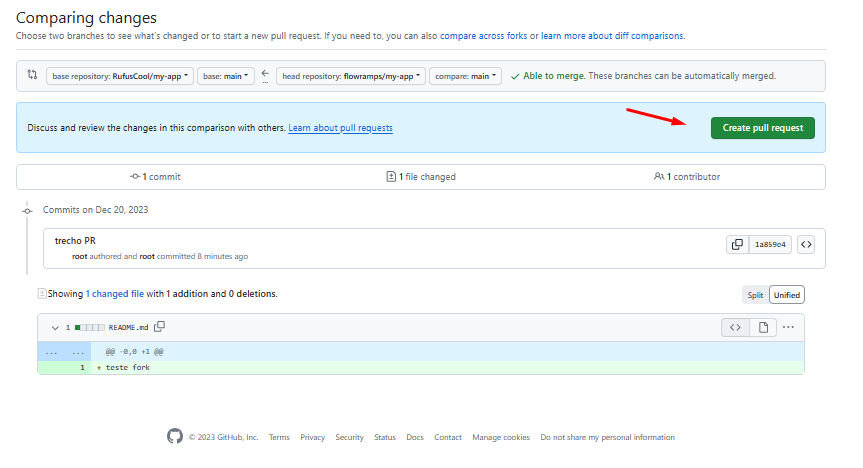 Comparing changes
Choose two branches to see what's changed or to start a new pull request. If you need to, you can also compare across forks or learn more about diff comparisons.
base repository: RufusCool/my-app base: main ← ... head repository: flowramps/my-app compare: main Able to merge. These branches can be automatically merged.
Discuss and review the changes in this comparison with others. Learn about pull requests Create pull request
1 commit 1 file changed 1 contributor
Commits on Dec 20, 2023
trecho PR
root authored and root committed 8 minutes ago
1a859e4
Showing 1 changed file with 1 addition and 0 deletions.
Split Unified
1 README.md
... ... @@ -0,0 +1 @@
1 + teste fork
© 2023 GitHub, Inc. Terms Privacy Security Status Docs Contact Manage cookies Do not share my personal information